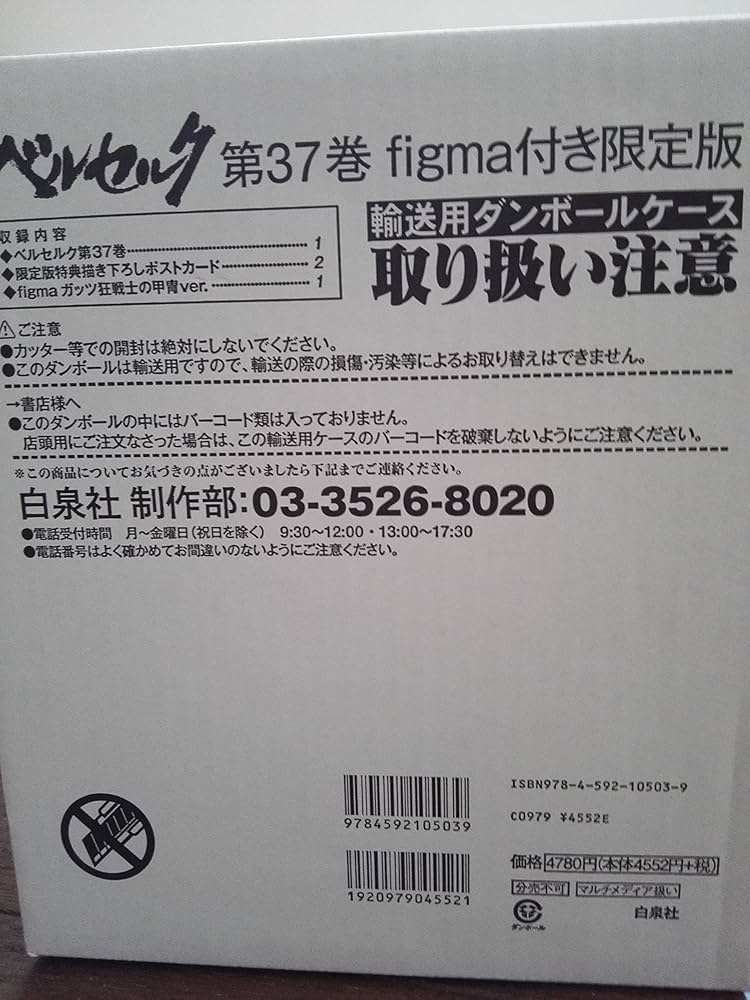 ベルセルク 第37巻 figma付き限定版
輸送用ダンボールケース
取り扱い注意
収録内容
◆ベルセルク第37巻 1
◆限定版特典描き下ろしポストカード 2
◆figma ガッツ狂戦士の甲冑ver. 1
⚠ご注意
●カッター等での開封は絶対にしないでください。
●このダンボールは輸送用ですので、輸送の際の損傷・汚染等によるお取り替えはできません。
→書店様へ
●このダンボールの中にはバーコード類は入っておりません。
店頭用にご注文なさった場合は、この輸送用ケースのバーコードを破棄しないようにご注意ください。
※この商品についてお気づきの点がございましたら下記までご連絡ください。
白泉社 制作部:03-3526-8020
●電話受付時間 月〜金曜日(祝日を除く) 9:30〜12:00・13:00〜17:30
●電話番号はよく確かめてお間違いのないようにご注意ください。
9784592105039
1920979045521
ISBN978-4-592-10503-9
C0979 ¥4552E
価格 4780円(本体4552円+税)
分売不可 マルチメディア扱い
ダンボール
白泉社